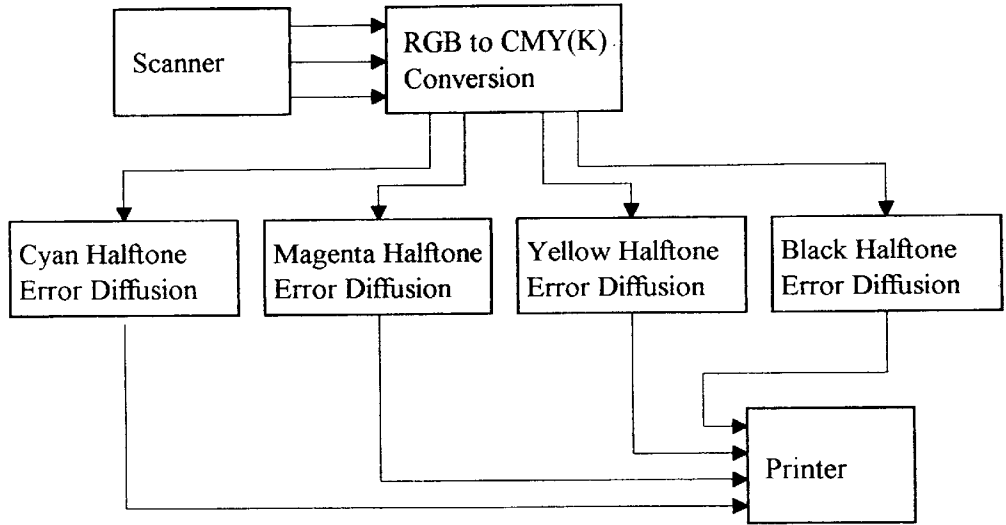 Scanner
RGB to CMY(K)
Conversion
Cyan Halftone
Error Diffusion
Magenta Halftone
Error Diffusion
Yellow Halftone
Error Diffusion
Black Halftone
Error Diffusion
Printer